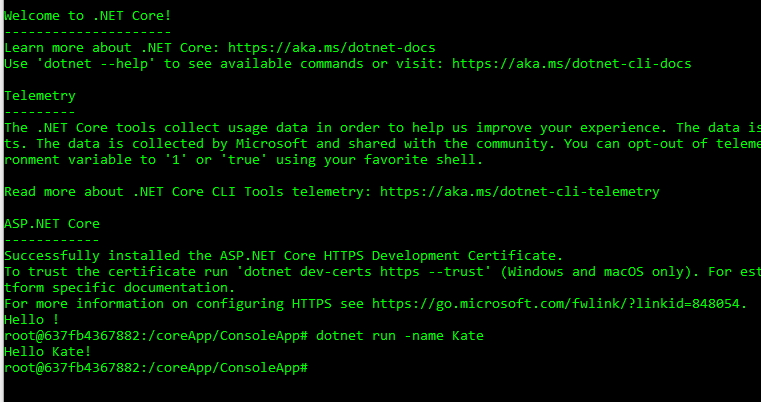 Welcome to .NET Core!
---------------------
Learn more about .NET Core: https://aka.ms/dotnet-docs
Use 'dotnet --help' to see available commands or visit: https://aka.ms/dotnet-cli-docs
Telemetry
---------
The .NET Core tools collect usage data in order to help us improve your experience. The data is
ts. The data is collected by Microsoft and shared with the community. You can opt-out of teleme
ronment variable to '1' or 'true' using your favorite shell.
Read more about .NET Core CLI Tools telemetry: https://aka.ms/dotnet-cli-telemetry
ASP.NET Core
------------
Successfully installed the ASP.NET Core HTTPS Development Certificate.
To trust the certificate run 'dotnet dev-certs https --trust' (Windows and macOS only). For est
tform specific documentation.
For more information on configuring HTTPS see https://go.microsoft.com/fwlink/?linkid=848054.
Hello !
root@637fb4367882:/coreApp/ConsoleApp# dotnet run -name Kate
Hello Kate!
root@637fb4367882:/coreApp/ConsoleApp#